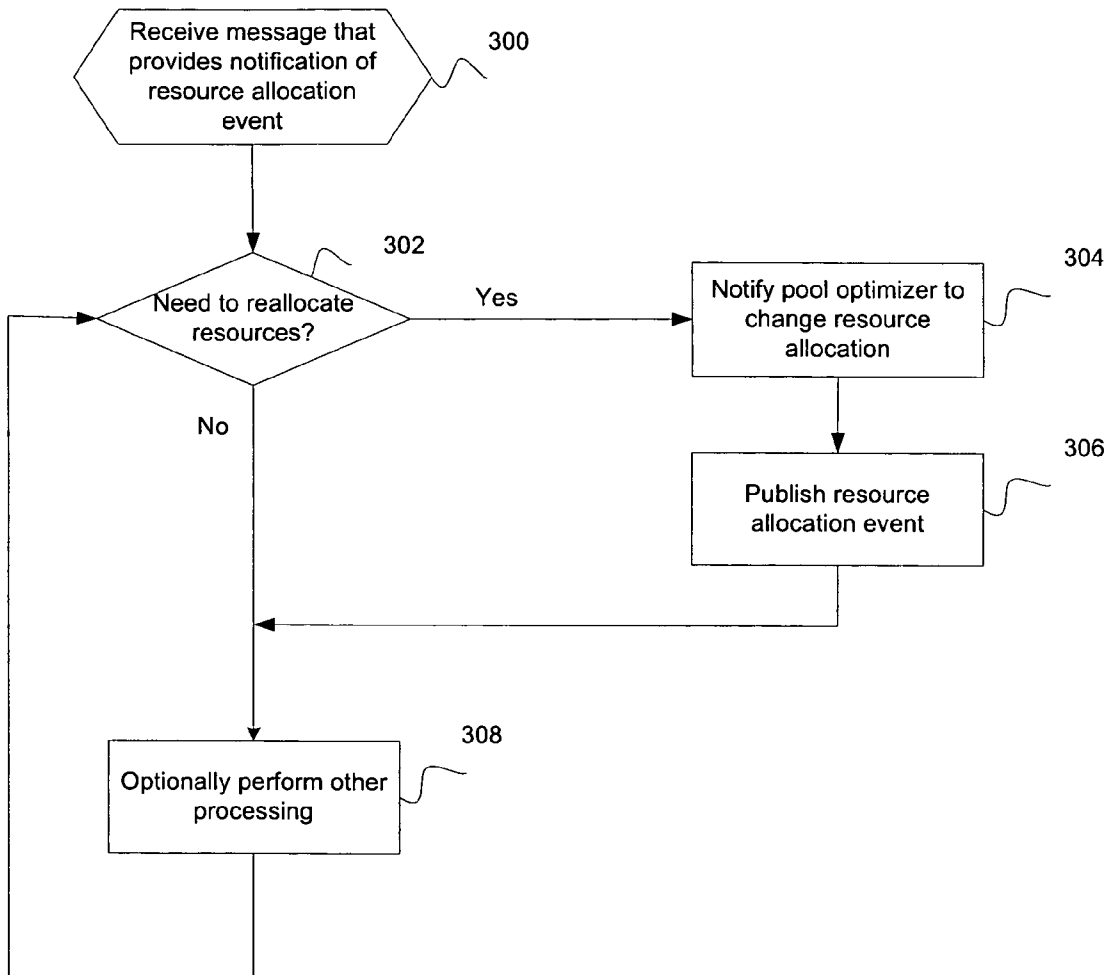 Receive message that
provides notification of
resource allocation
event
300
302
Need to reallocate
resources?
Yes
304
Notify pool optimizer to
change resource
allocation
No
306
Publish resource
allocation event
308
Optionally perform other
processing